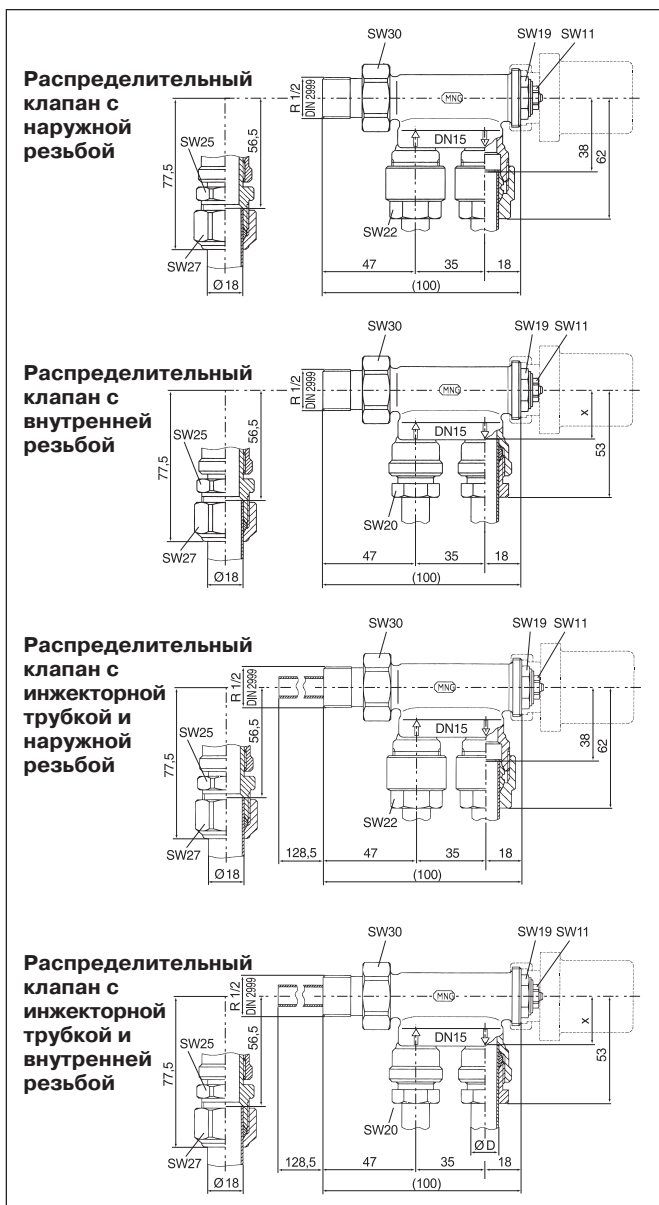 Распределительный
клапан с
наружной
резьбой
SW30
SW19 SW11
R 1/2
DIN 2999
MNG
DN15
SW25
77,5
56,5
38
62
SW22
SW27
Ø18
47
35
18
(100)
Распределительный
клапан с
внутренней
резьбой
SW30
SW19 SW11
R 1/2
DIN 2999
MNG
DN15
SW25
77,5
56,5
x
53
SW20
SW27
Ø18
47
35
18
(100)
Распределительный
клапан с
инжекторной
трубкой и
наружной
резьбой
SW30
SW19 SW11
R 1/2
DIN 2999
MNG
DN15
SW25
77,5
56,5
38
62
SW22
SW27
Ø18
128,5
47
35
18
(100)
Распределительный
клапан с
инжекторной
трубкой и
внутренней
резьбой
SW30
SW19 SW11
R 1/2
DIN 2999
MNG
DN15
SW25
77,5
56,5
x
53
SW20
ØD
SW27
Ø18
128,5
47
35
18
(100)